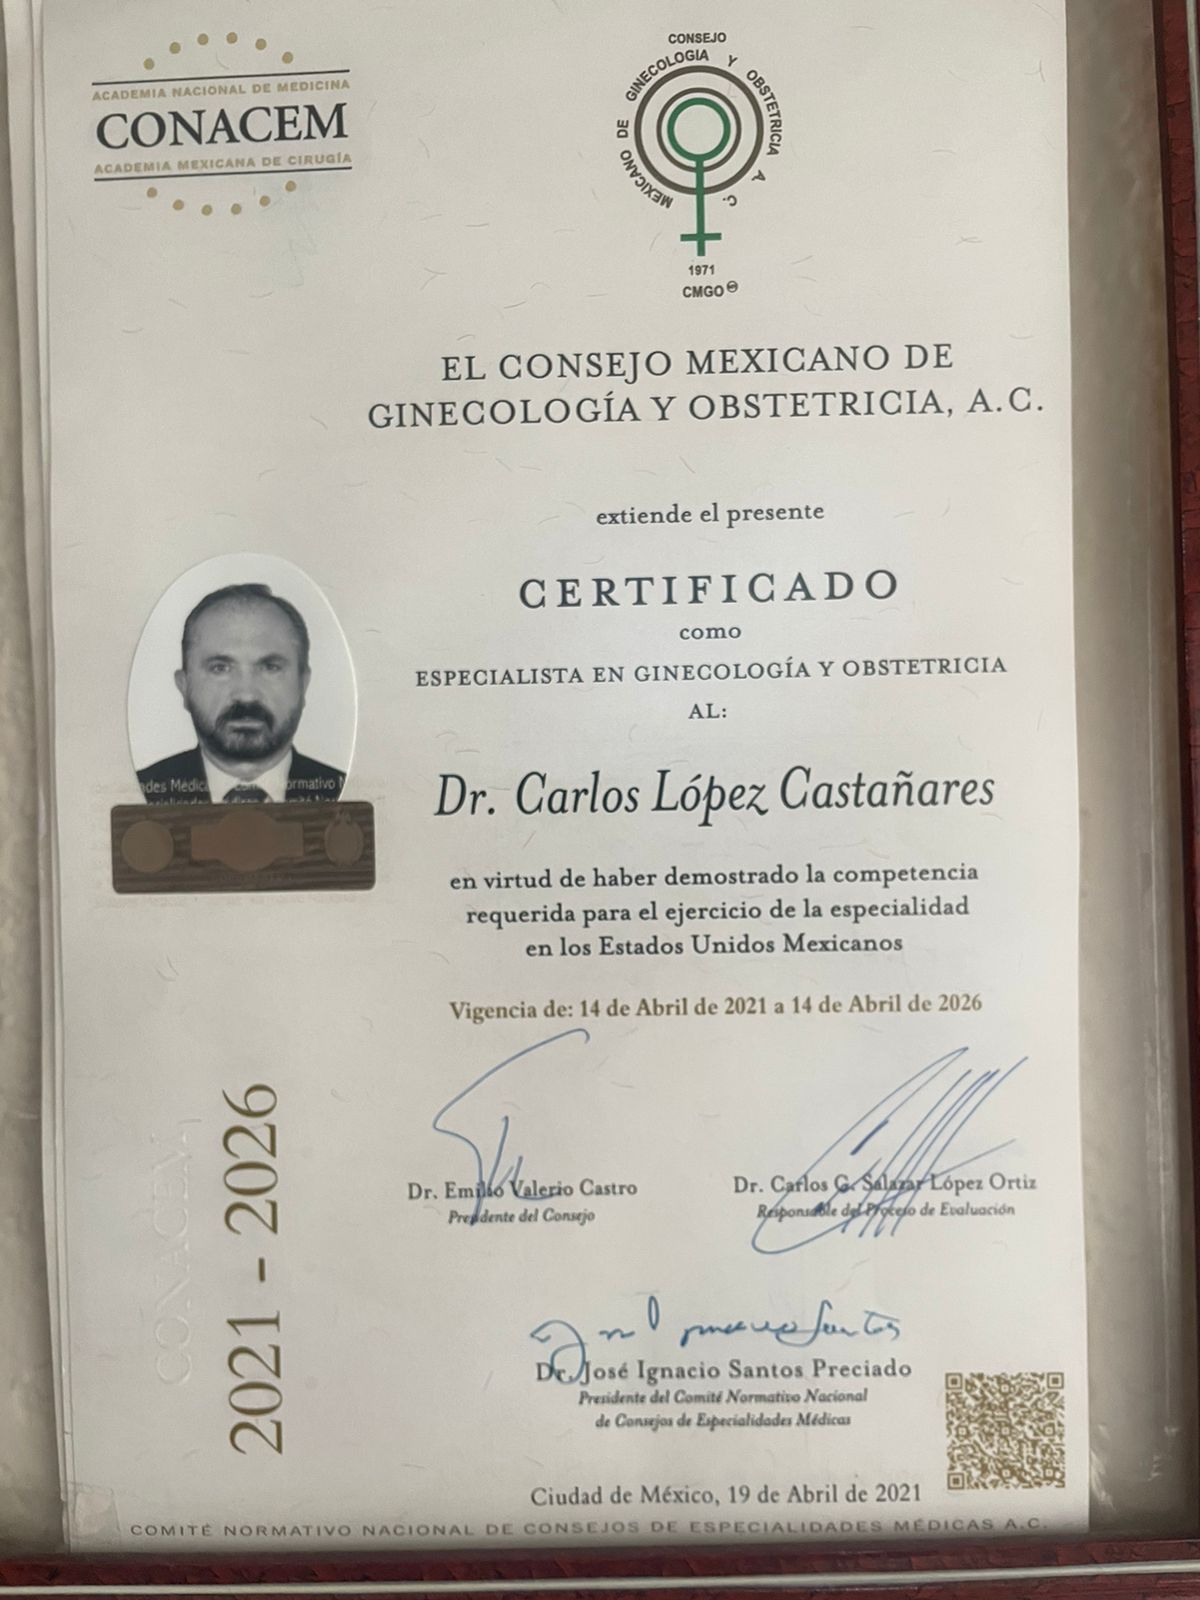 ACADEMIA NACIONAL DE MEDICINA
CONACEM
ACADEMIA MEXICANA DE CIRUGÍA
CONSEJO MEXICANO DE GINECOLOGIA Y OBSTETRICIA A. C.
1971
CMGO
EL CONSEJO MEXICANO DE
GINECOLOGÍA Y OBSTETRICIA, A.C.
extiende el presente
CERTIFICADO
como
ESPECIALISTA EN GINECOLOGÍA Y OBSTETRICIA
AL:
Dr. Carlos López Castañares
en virtud de haber demostrado la competencia
requerida para el ejercicio de la especialidad
en los Estados Unidos Mexicanos
Vigencia de: 14 de Abril de 2021 a 14 de Abril de 2026
2021 - 2026
CONACEM
Dr. Emilio Valerio Castro
Presidente del Consejo
Dr. Carlos G. Salazar López Ortiz
Responsable del Proceso de Evaluación
Dr. José Ignacio Santos Preciado
Presidente del Comité Normativo Nacional
de Consejos de Especialidades Médicas
Ciudad de México, 19 de Abril de 2021
COMITÉ NORMATIVO NACIONAL DE CONSEJOS DE ESPECIALIDADES MÉDICAS A.C.